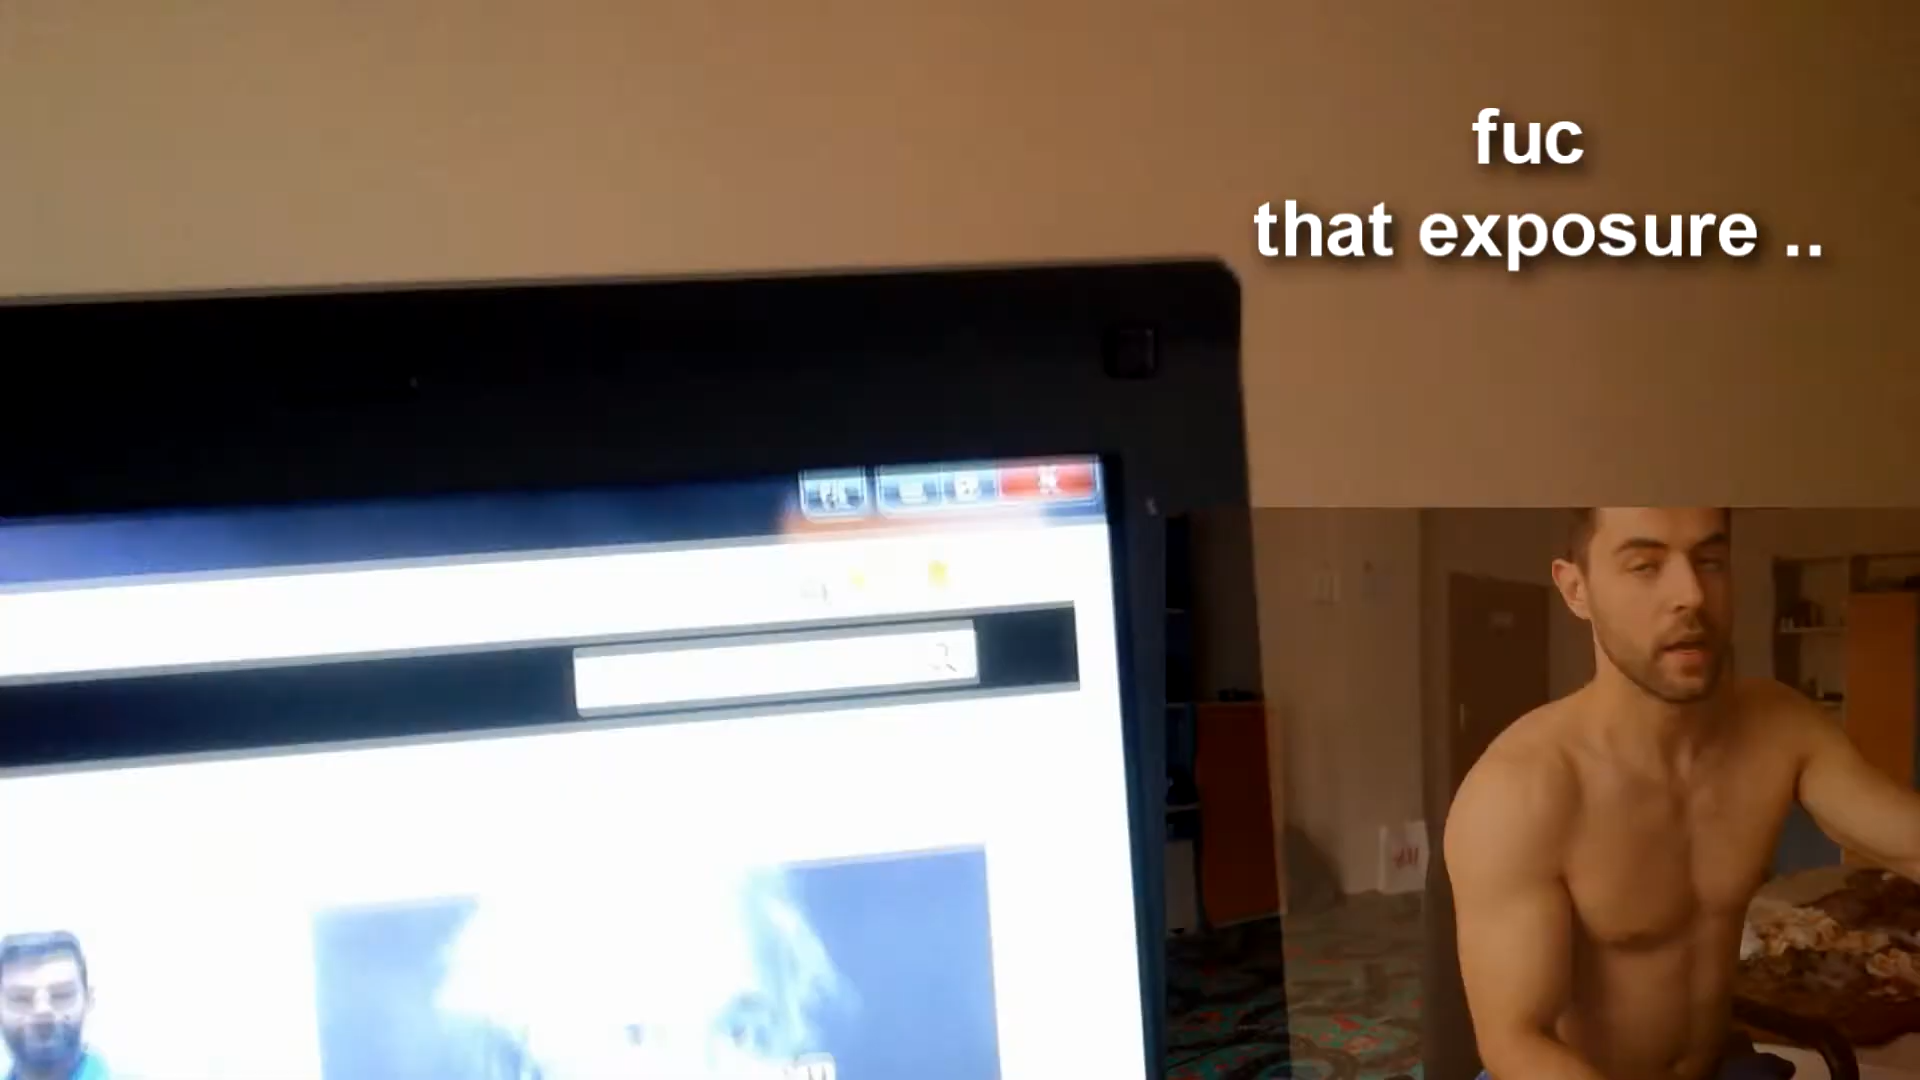 fuc
that exposure ..